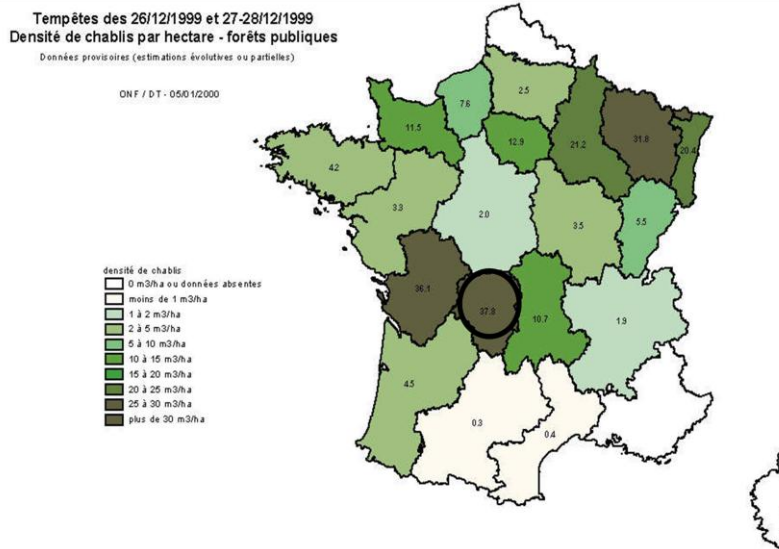 Tempêtes des 26/12/1999 et 27-28/12/1999
Densité de chablis par hectare - forêts publiques
Données provisoires (estimations évolutives ou partielles)
ONF / DT - 05/01/2000
2.5
7.6
11.5
12.9
21.2
31.8
20.4
4.2
3.3
2.0
3.5
5.5
36.1
37.8
10.7
1.9
4.5
0.3
0.4
densité de chablis
0 m3/ha ou données absentes
moins de 1 m3/ha
1 à 2 m3/ha
2 à 5 m3/ha
5 à 10 m3/ha
10 à 15 m3/ha
15 à 20 m3/ha
20 à 25 m3/ha
25 à 30 m3/ha
plus de 30 m3/ha